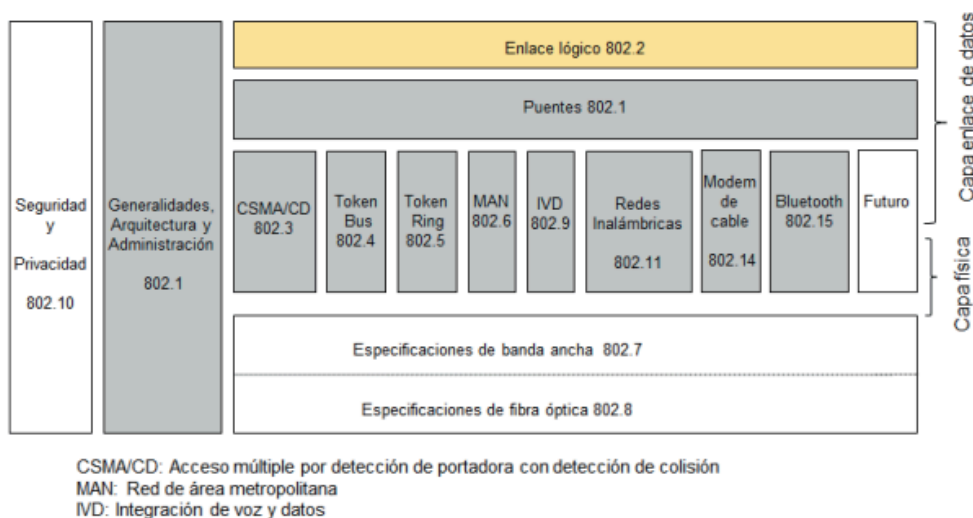 Enlace lógico 802.2
Puentes 802.1
Seguridad
y
Privacidad
802.10
Generalidades,
Arquitectura y
Administración
802.1
CSMA/CD
802.3
Token
Bus
802.4
Token
Ring
802.5
MAN
802.6
IVD
802.9
Redes
Inalámbricas
802.11
Modem
de
cable
802.14
Bluetooth
802.15
Futuro
Capa enlace de datos
Capa física
Especificaciones de banda ancha 802.7
Especificaciones de fibra óptica 802.8
CSMA/CD: Acceso múltiple por detección de portadora con detección de colisión
MAN: Red de área metropolitana
IVD: Integración de voz y datos